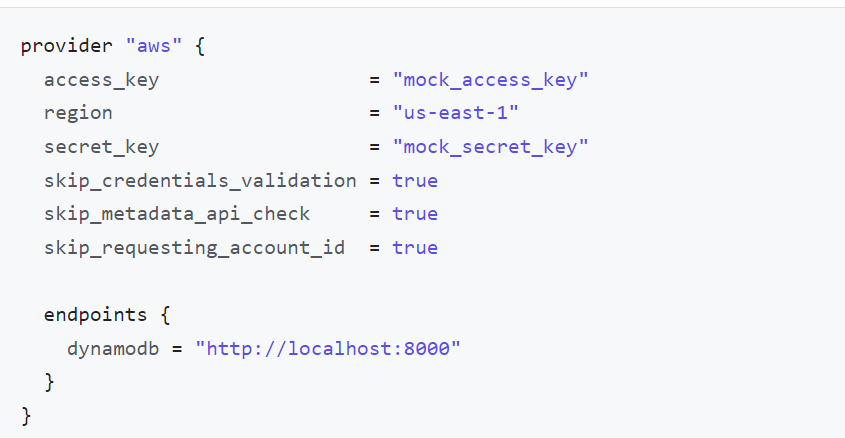 provider "aws" {
  access_key                  = "mock_access_key"
  region                      = "us-east-1"
  secret_key                  = "mock_secret_key"
  skip_credentials_validation = true
  skip_metadata_api_check     = true
  skip_requesting_account_id  = true

  endpoints {
    dynamodb = "http://localhost:8000"
  }
}